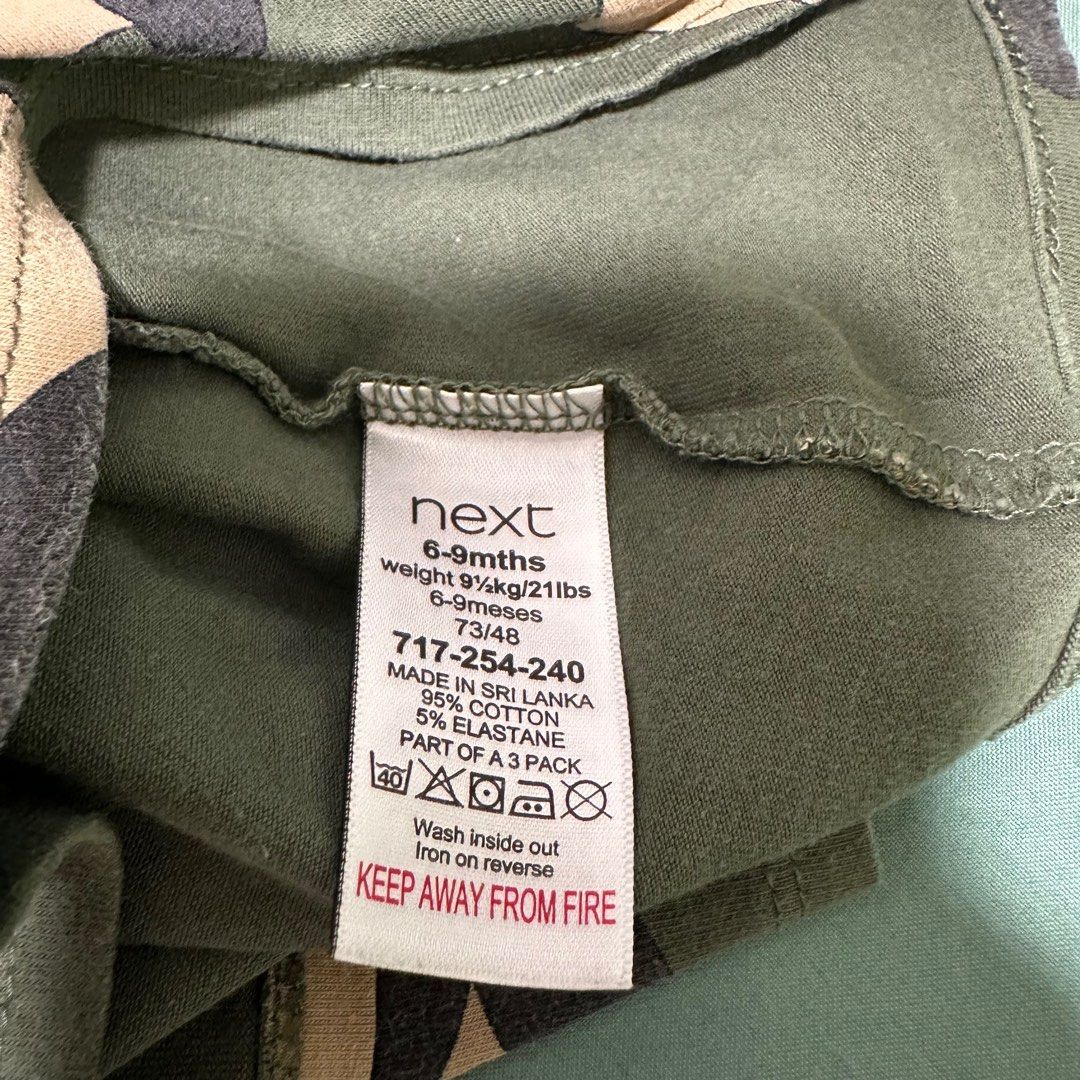 next
6-9mths
weight 9½kg/21lbs
6-9meses
73/48
717-254-240
MADE IN SRI LANKA
95% COTTON
5% ELASTANE
PART OF A 3 PACK
40
Wash inside out
Iron on reverse
KEEP AWAY FROM FIRE